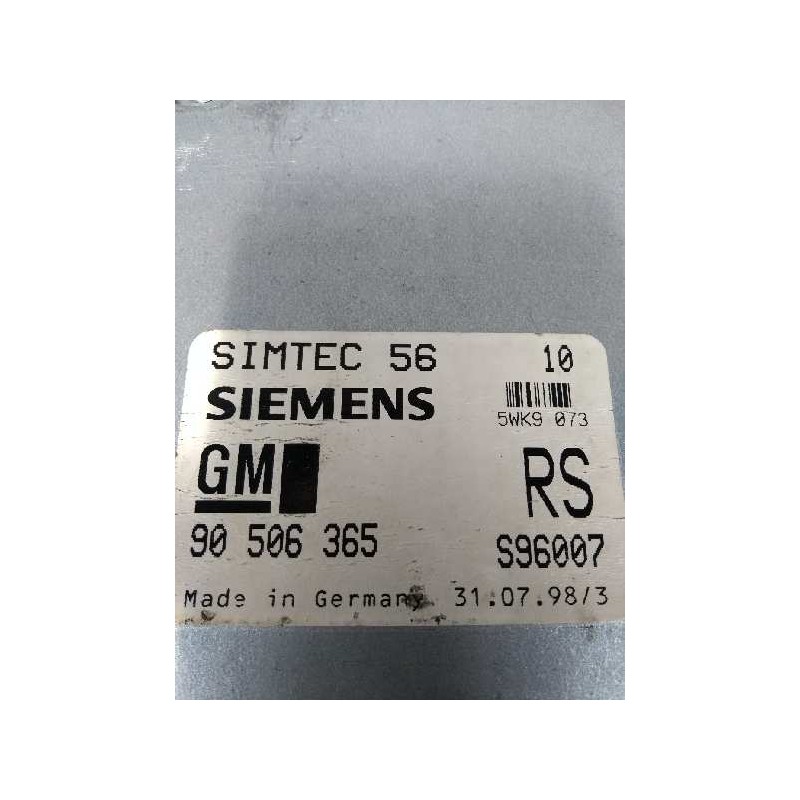 SIMTEC 56 10
SIEMENS
5WK9 073
GM RS
90 506 365 S96007
Made in Germany 31.07.98/3